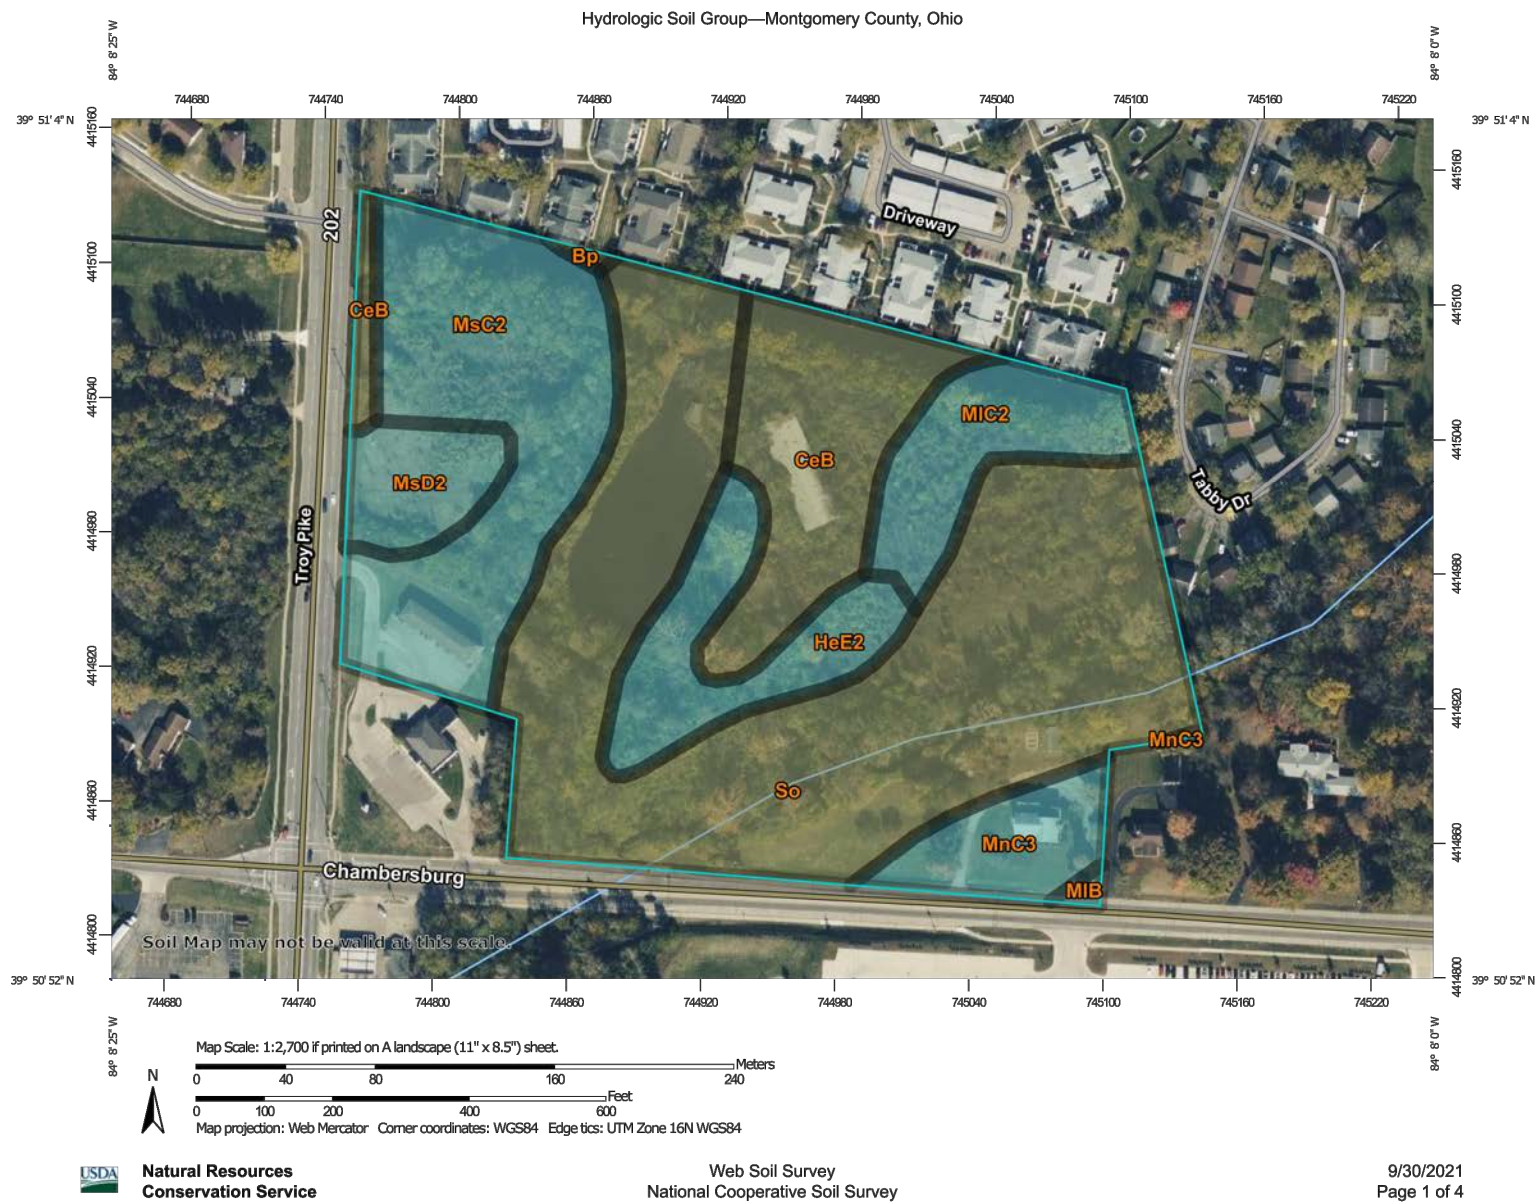 Hydrologic Soil Group—Montgomery County, Ohio
84° 8' 25" W
84° 8' 0" W
744680 744740 744800 744860 744920 744980 745040 745100 745160 745220
39° 51' 4" N
39° 51' 4" N
4415160
4415100
4415040
4414980
4414920
4414860
4414800
4415160
4415100
4415040
4414980
4414920
4414860
4414800
202
Driveway
Bp
CeB
MsC2
MlC2
CeB
MsD2
Tabby Dr
Troy Pike
HeE2
MnC3
So
MnC3
Chambersburg
MlB
Soil Map may not be valid at this scale.
39° 50' 52" N
39° 50' 52" N
744680 744740 744800 744860 744920 744980 745040 745100 745160 745220
84° 8' 25" W
84° 8' 0" W
Map Scale: 1:2,700 if printed on A landscape (11" x 8.5") sheet.
N
Meters
0 40 80 160 240
Feet
0 100 200 400 600
Map projection: Web Mercator Corner coordinates: WGS84 Edge tics: UTM Zone 16N WGS84
USDA
Natural Resources
Conservation Service
Web Soil Survey
National Cooperative Soil Survey
9/30/2021
Page 1 of 4